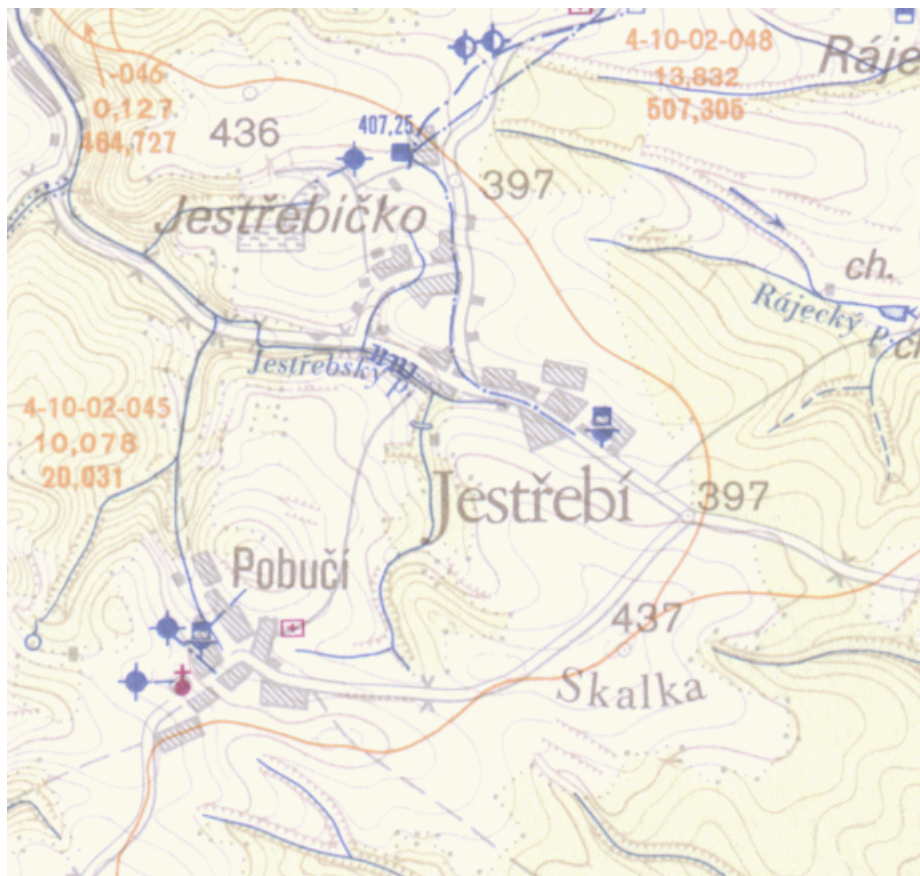 4-10-02-048
13,832
507,305
Ráje
-046
0,127
464,727
436
407,25
397
Jestřebíčko
ch.
Rájecký p.
Jestřebský p.
4-10-02-045
10,078
20,031
Jestřebí
397
Pobučí
437
Skalka